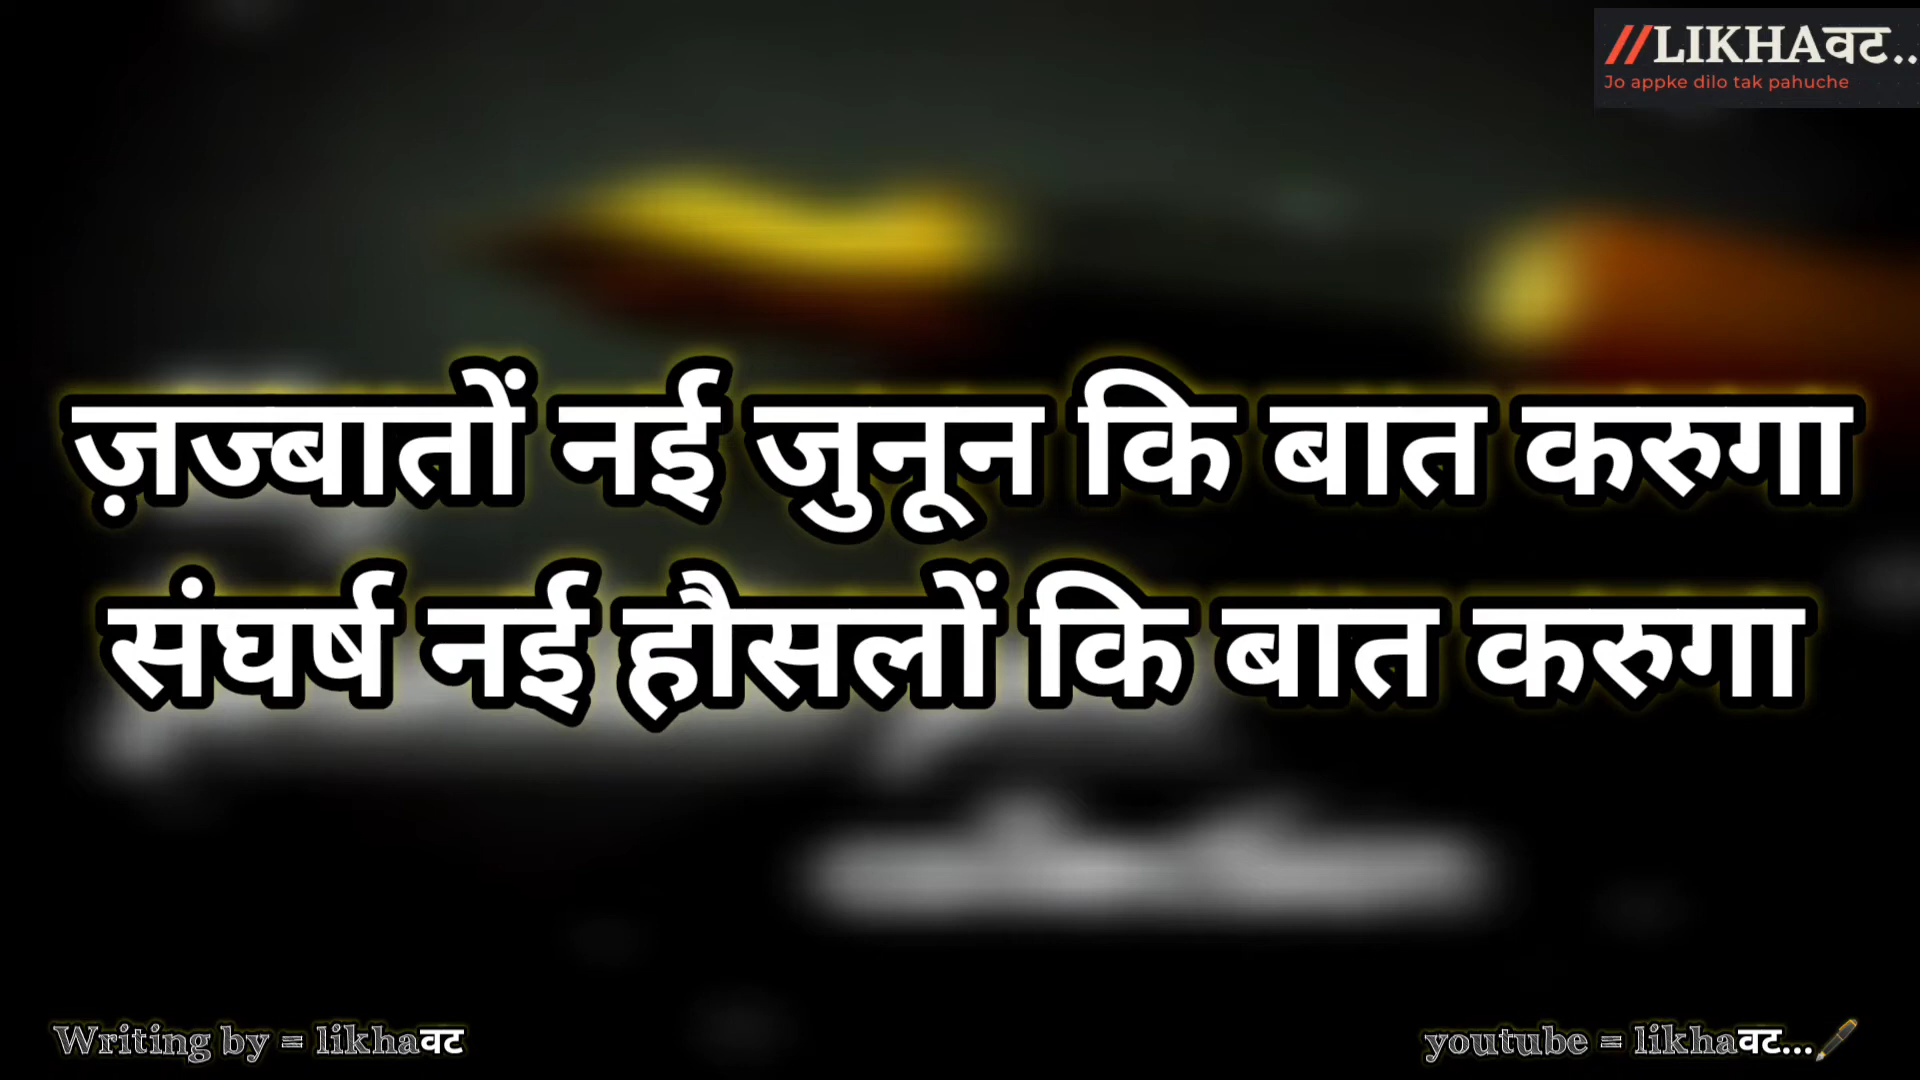 //LIKHAवट..
Jo appke dilo tak pahuche
ज़ज्बातों नई जुनून कि बात करुगा
संघर्ष नई हौसलों कि बात करुगा
Writing by = likhaवट
youtube = likhaवट...